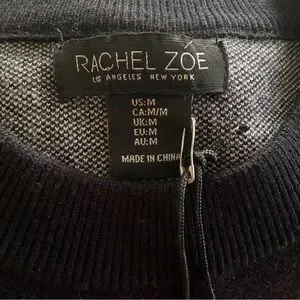 RACHEL ZOE
LOS ANGELES NEW YORK
US:M
CA:M/M
UK:M
EU:M
AU:M
MADE IN CHINA